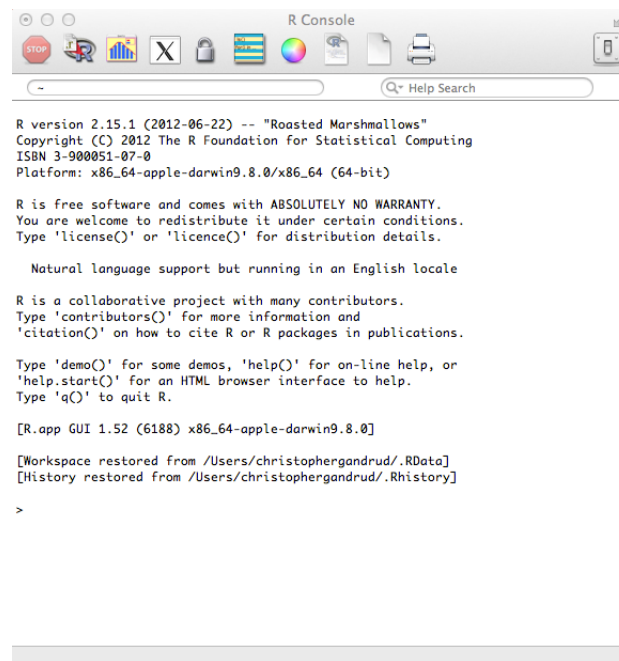 R Console
STOP
X
~
Help Search
R version 2.15.1 (2012-06-22) -- "Roasted Marshmallows"
Copyright (C) 2012 The R Foundation for Statistical Computing
ISBN 3-900051-07-0
Platform: x86_64-apple-darwin9.8.0/x86_64 (64-bit)
R is free software and comes with ABSOLUTELY NO WARRANTY.
You are welcome to redistribute it under certain conditions.
Type 'license()' or 'licence()' for distribution details.
Natural language support but running in an English locale
R is a collaborative project with many contributors.
Type 'contributors()' for more information and
'citation()' on how to cite R or R packages in publications.
Type 'demo()' for some demos, 'help()' for on-line help, or
'help.start()' for an HTML browser interface to help.
Type 'q()' to quit R.
[R.app GUI 1.52 (6188) x86_64-apple-darwin9.8.0]
[Workspace restored from /Users/christophergandrud/.RData]
[History restored from /Users/christophergandrud/.Rhistory]
>